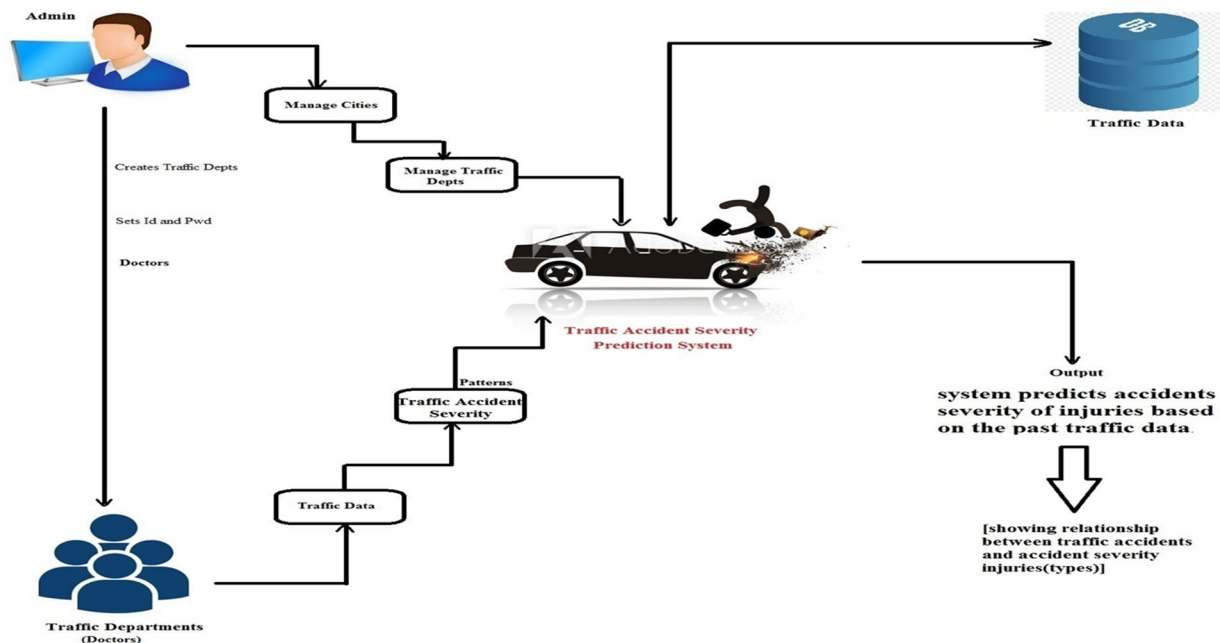 Admin
DB
Traffic Data
Manage Cities
Manage Traffic
Depts
Creates Traffic Depts
Sets Id and Pwd
Doctors
Traffic Accident Severity
Prediction System
Patterns
Traffic Accident
Severity
Traffic Data
Output
system predicts accidents
severity of injuries based
on the past traffic data.
[showing relationship
between traffic accidents
and accident severity
injuries(types)]
Traffic Departments
(Doctors)